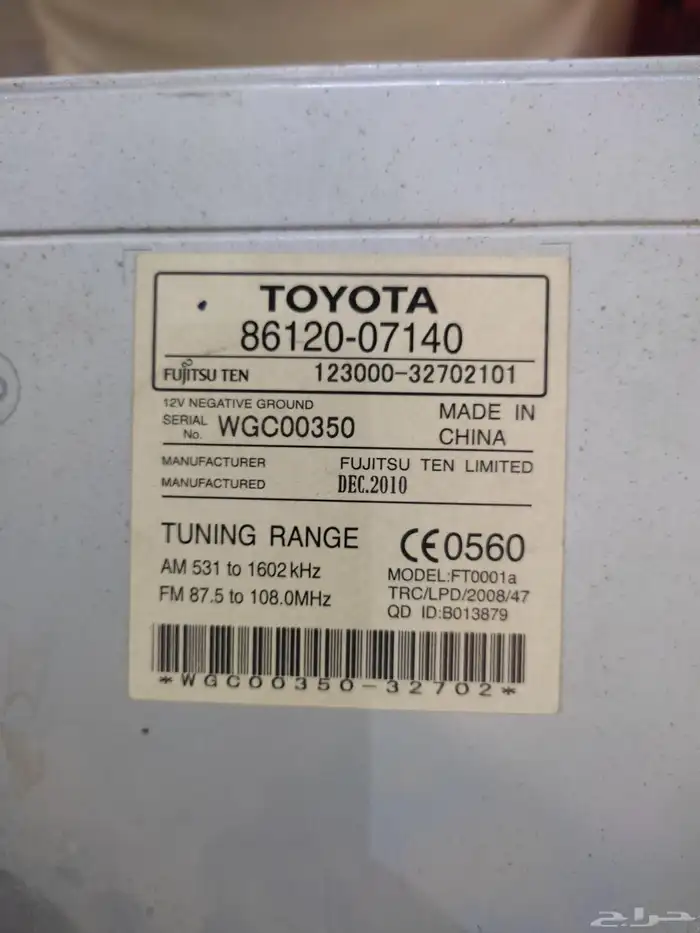 TOYOTA
86120-07140
FUJITSU TEN 123000-32702101
12V NEGATIVE GROUND
SERIAL No. WGC00350
MADE IN CHINA
MANUFACTURER FUJITSU TEN LIMITED
MANUFACTURED DEC.2010
TUNING RANGE
AM 531 to 1602 kHz
FM 87.5 to 108.0MHz
CE0560
MODEL:FT0001a
TRC/LPD/2008/47
QD ID:B013879
*WGC00350-32702*
حراج